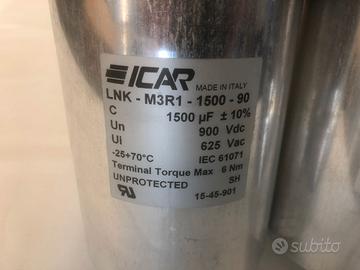 ICAR MADE IN ITALY
LNK - M3R1 - 1500 - 90
C 1500 µF ± 10%
Un 900 Vdc
Ui 625 Vac
-25+70°C IEC 61071
Terminal Torque Max 6 Nm
UNPROTECTED SH
15-45-901
subito